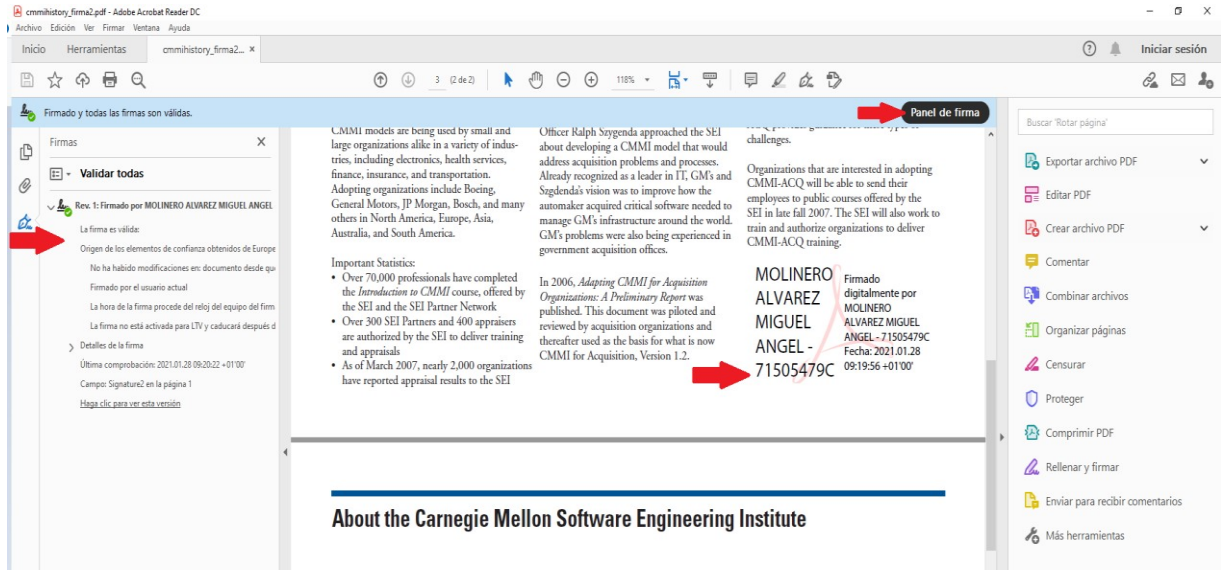 cmmihistory_firma2.pdf - Adobe Acrobat Reader DC
Archivo Edición Ver Firmar Ventana Ayuda
Inicio Herramientas cmmihistory_firma2... × Iniciar sesión
3 (2 de 2) 118%
Firmado y todas las firmas son válidas. Panel de firma
Firmas X
Validar todas
Rev. 1: Firmado por MOLINERO ALVAREZ MIGUEL ANGEL
La firma es válida:
Origen de los elementos de confianza obtenidos de Europe
No ha habido modificaciones en: documento desde qu
Firmado por el usuario actual
La hora de la firma procede del reloj del equipo del firm
La firma no está activada para LTV y caducará después d
Detalles de la firma
Última comprobación: 2021.01.28 09:20:22 +01'00'
Campo: Signature2 en la página 1
Haga clic para ver esta versión
CMMI models are being used by small and
large organizations alike in a variety of indus-
tries, including electronics, health services,
finance, insurance, and transportation.
Adopting organizations include Boeing,
General Motors, JP Morgan, Bosch, and many
others in North America, Europe, Asia,
Australia, and South America.
Important Statistics:
• Over 70,000 professionals have completed
the Introduction to CMMI course, offered by
the SEI and the SEI Partner Network
• Over 300 SEI Partners and 400 appraisers
are authorized by the SEI to deliver training
and appraisals
• As of March 2007, nearly 2,000 organizations
have reported appraisal results to the SEI
Officer Ralph Szygenda approached the SEI
about developing a CMMI model that would
address acquisition problems and processes.
Already recognized as a leader in IT, GM's and
Szgdenda's vision was to improve how the
automaker acquired critical software needed to
manage GM's infrastructure around the world.
GM's problems were also being experienced in
government acquisition offices.
In 2006, Adapting CMMI for Acquisition
Organizations: A Preliminary Report was
published. This document was piloted and
reviewed by acquisition organizations and
thereafter used as the basis for what is now
CMMI for Acquisition, Version 1.2.
challenges.
Organizations that are interested in adopting
CMMI-ACQ will be able to send their
employees to public courses offered by the
SEI in late fall 2007. The SEI will also work to
train and authorize organizations to deliver
CMMI-ACQ training.
MOLINERO
ALVAREZ
MIGUEL
ANGEL -
71505479C
Firmado
digitalmente por
MOLINERO
ALVAREZ MIGUEL
ANGEL - 71505479C
Fecha: 2021.01.28
09:19:56 +01'00'
About the Carnegie Mellon Software Engineering Institute
Buscar 'Rotar página'
Exportar archivo PDF
Editar PDF
Crear archivo PDF
Comentar
Combinar archivos
Organizar páginas
Censurar
Proteger
Comprimir PDF
Rellenar y firmar
Enviar para recibir comentarios
Más herramientas